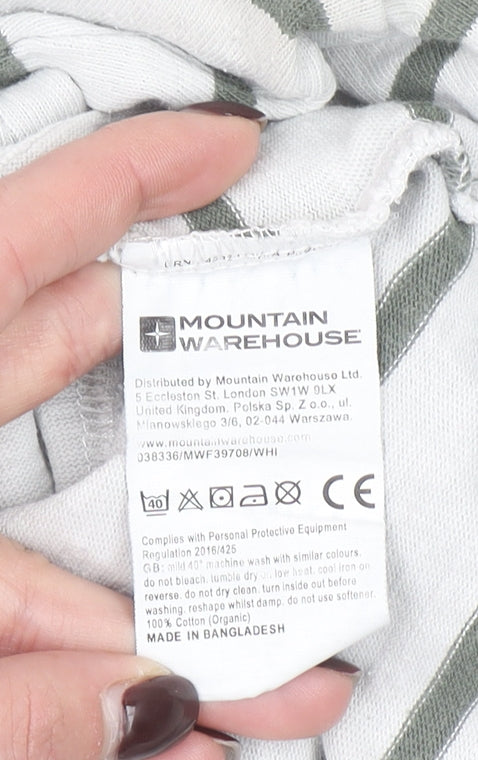 MOUNTAIN
WAREHOUSE
Distributed by Mountain Warehouse Ltd.
5 Eccleston St. London SW1W 0LX
United Kingdom. Polska Sp. Z o.o., ul.
Mlanowskiego 3/6, 02-044 Warszawa.
www.mountainwarehouse.com
038336/MWF39708/WHI
40
CE
Complies with Personal Protective Equipment
Regulation 2016/425
GB: mild 40° machine wash with similar colours.
do not bleach. tumble dry on low heat. cool iron on
reverse. do not dry clean. turn inside out before
washing. reshape whilst damp. do not use softener.
100% Cotton (Organic)
MADE IN BANGLADESH